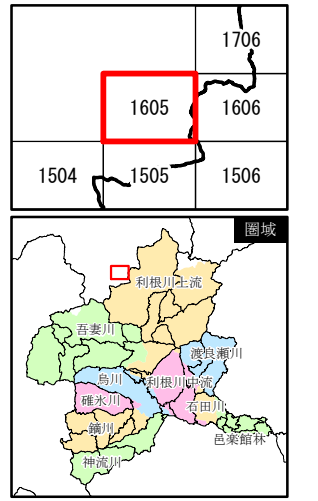 1706
1605
1606
1504
1505
1506
圏域
利根川上流
吾妻川
渡良瀬川
烏川
利根川中流
碓氷川
石田川
鏑川
邑楽館林
神流川